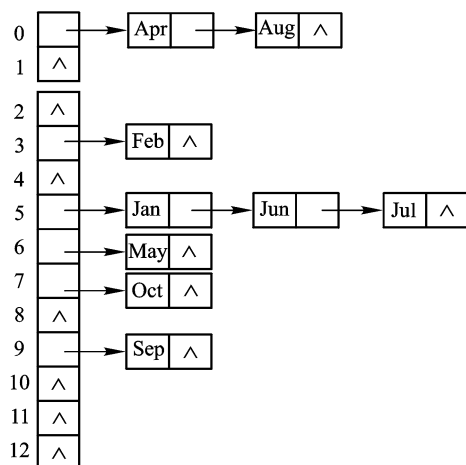 0 Apr Aug ∧
1 ∧
2 ∧
3 Feb ∧
4 ∧
5 Jan Jun Jul ∧
6 May ∧
7 Oct ∧
8 ∧
9 Sep ∧
10 ∧
11 ∧
12 ∧